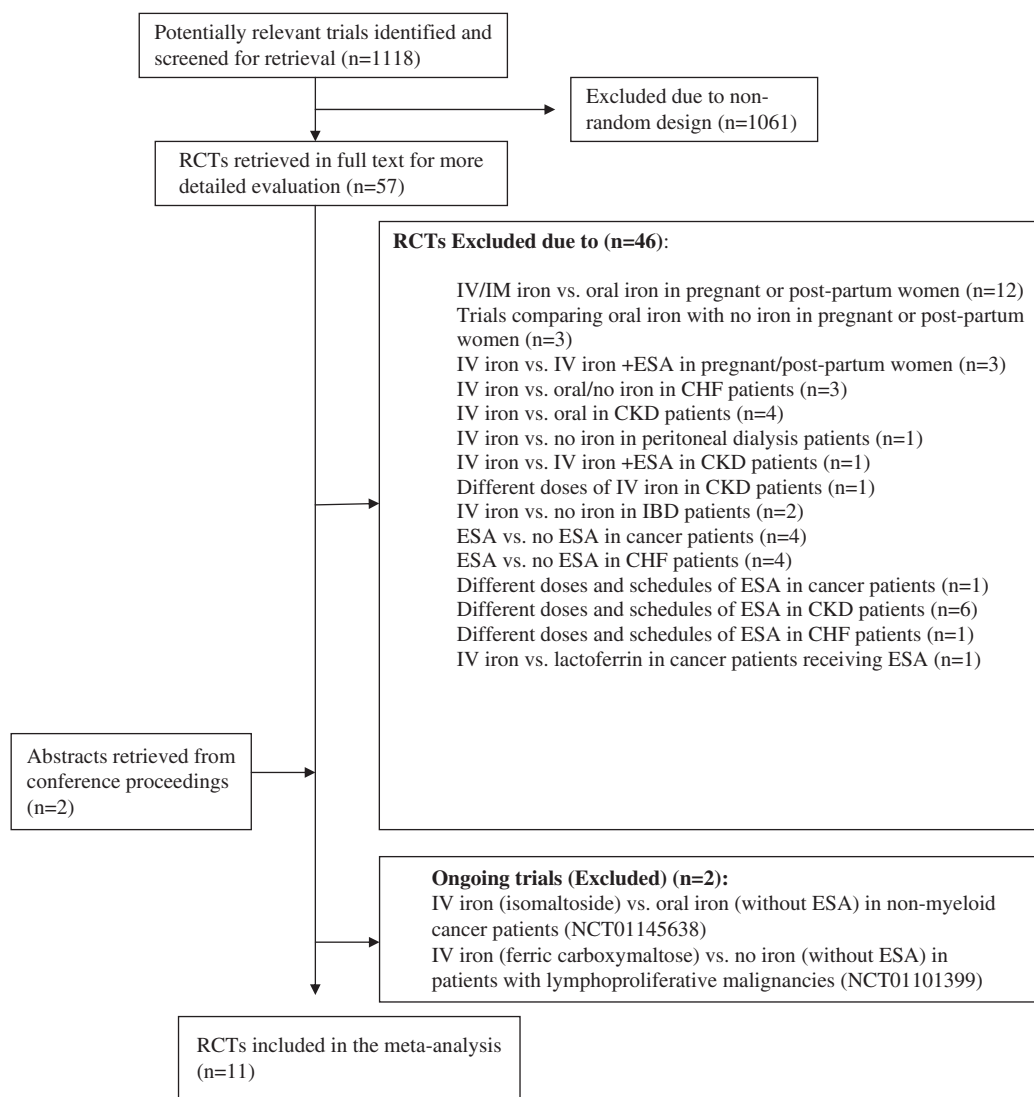 Potentially relevant trials identified and
screened for retrieval (n=1118)
Excluded due to non-
random design (n=1061)
RCTs retrieved in full text for more
detailed evaluation (n=57)
RCTs Excluded due to (n=46):
IV/IM iron vs. oral iron in pregnant or post-partum women (n=12)
Trials comparing oral iron with no iron in pregnant or post-partum
women (n=3)
IV iron vs. IV iron +ESA in pregnant/post-partum women (n=3)
IV iron vs. oral/no iron in CHF patients (n=3)
IV iron vs. oral in CKD patients (n=4)
IV iron vs. no iron in peritoneal dialysis patients (n=1)
IV iron vs. IV iron +ESA in CKD patients (n=1)
Different doses of IV iron in CKD patients (n=1)
IV iron vs. no iron in IBD patients (n=2)
ESA vs. no ESA in cancer patients (n=4)
ESA vs. no ESA in CHF patients (n=4)
Different doses and schedules of ESA in cancer patients (n=1)
Different doses and schedules of ESA in CKD patients (n=6)
Different doses and schedules of ESA in CHF patients (n=1)
IV iron vs. lactoferrin in cancer patients receiving ESA (n=1)
Abstracts retrieved from
conference proceedings
(n=2)
Ongoing trials (Excluded) (n=2):
IV iron (isomaltoside) vs. oral iron (without ESA) in non-myeloid
cancer patients (NCT01145638)
IV iron (ferric carboxymaltose) vs. no iron (without ESA) in
patients with lymphoproliferative malignancies (NCT01101399)
RCTs included in the meta-analysis
(n=11)